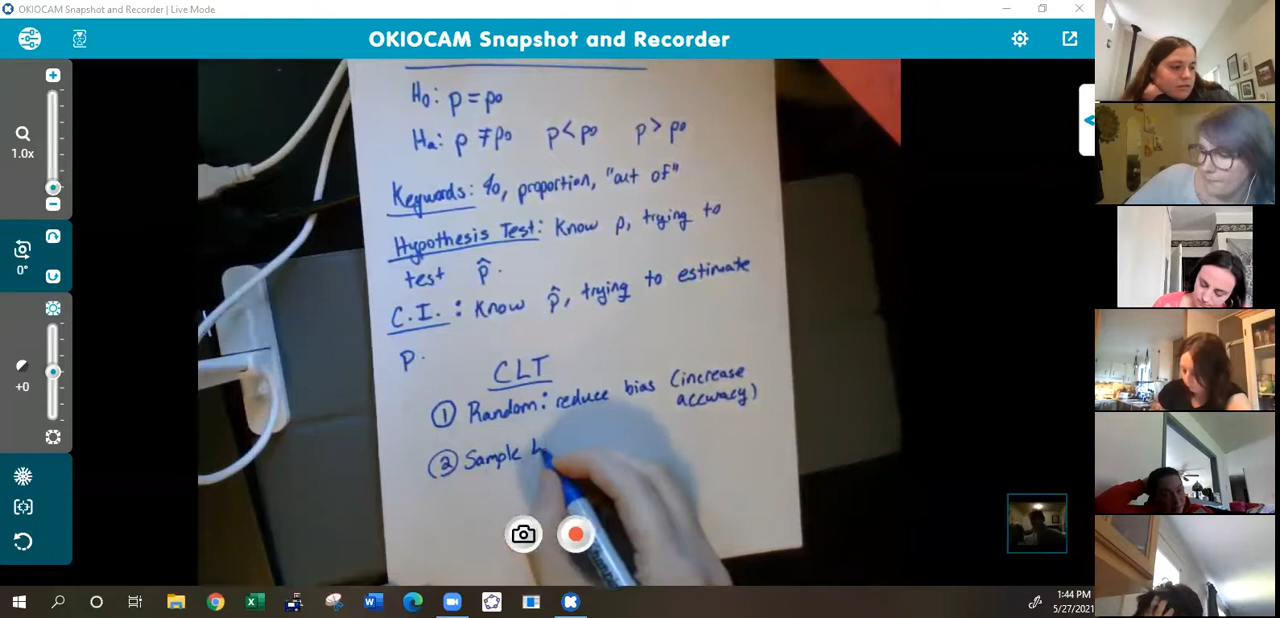 OKIOCAM Snapshot and Recorder | Live Mode
OKIOCAM Snapshot and Recorder
1.0x
0°
+0
H₀: p = p₀
Hₐ: p ≠ p₀ p < p₀ p > p₀
Keywords: %, proportion, "out of"
Hypothesis Test: Know p, trying to
test p̂.
C.I.: Know p̂, trying to estimate
p.
CLT
① Random: reduce bias (increase
accuracy)
② Sample
1:44 PM
5/27/2021